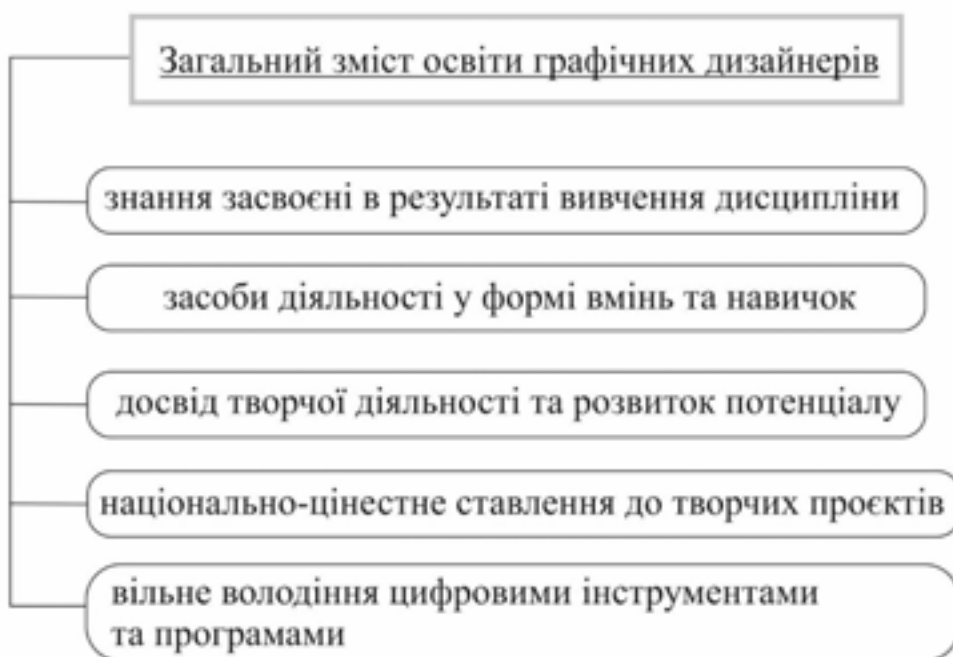 Загальний зміст освіти графічних дизайнерів
знання засвоєні в результаті вивчення дисципліни
засоби діяльності у формі вмінь та навичок
досвід творчої діяльності та розвиток потенціалу
національно-цінестне ставлення до творчих проєктів
вільне володіння цифровими інструментами
та програмами